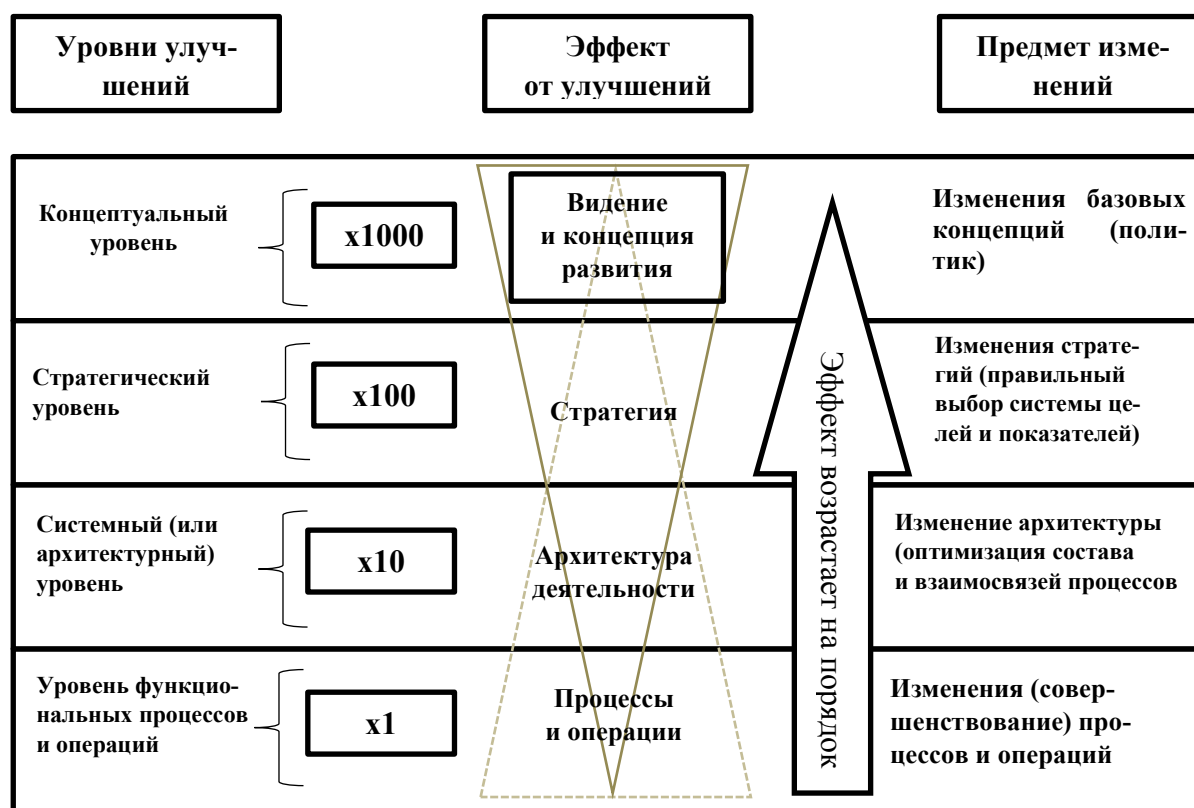 Уровни улуч-
шений
Эффект
от улучшений
Предмет изме-
нений
Концептуальный
уровень
x1000
Видение
и концепция
развития
Изменения базовых
концепций (поли-
тик)
Стратегический
уровень
x100
Стратегия
Изменения страте-
гий (правильный
выбор системы це-
лей и показателей)
Системный (или
архитектурный)
уровень
x10
Архитектура
деятельности
Изменение архитектуры
(оптимизация состава
и взаимосвязей процессов
Уровень функцио-
нальных процессов
и операций
x1
Процессы
и операции
Изменения (совер-
шенствование) про-
цессов и операций
Эффект возрастает на порядок